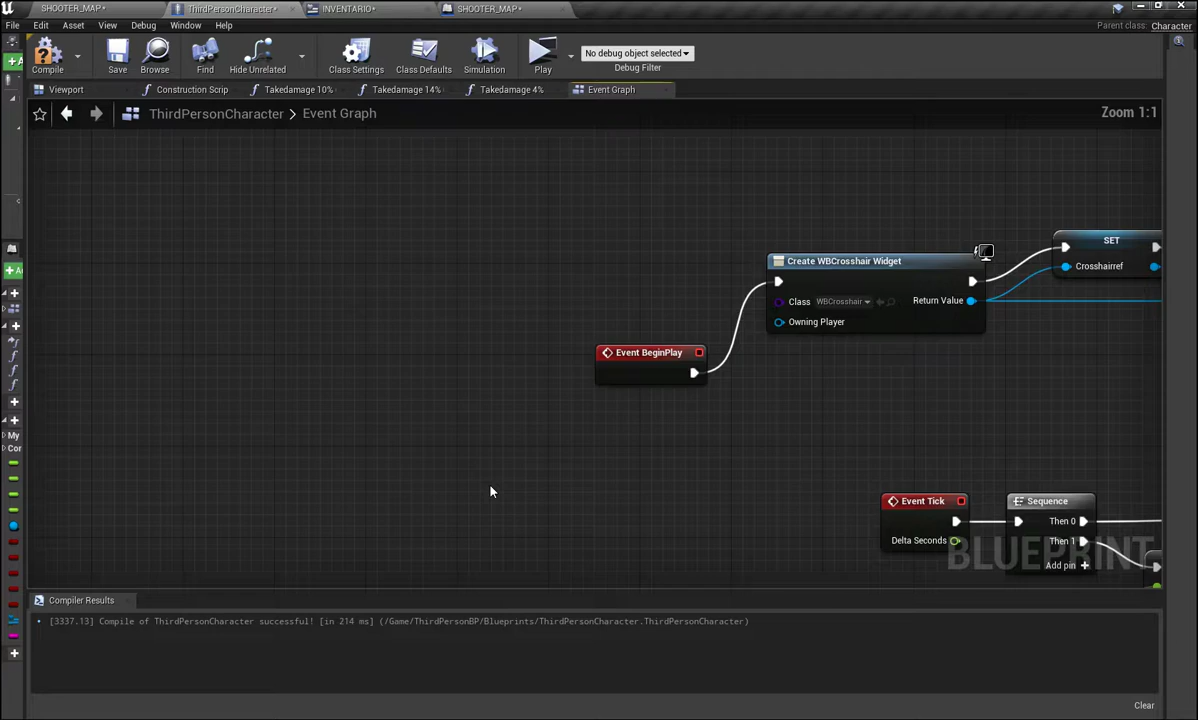 SHOOTER_MAP*
ThirdPersonCharacter*
INVENTARIO*
SHOOTER_MAP*
File
Edit
Asset
View
Debug
Window
Help
Parent class: Character
Compile
Save
Browse
Find
Hide Unrelated
Class Settings
Class Defaults
Simulation
Play
No debug object selected
Debug Filter
Viewport
Construction Scrip
Takedamage 10%
Takedamage 14%
Takedamage 4%
Event Graph
ThirdPersonCharacter > Event Graph
Zoom 1:1
Create WBCrosshair Widget
Class WBCrosshair
Return Value
Owning Player
SET
Crosshairref
Event BeginPlay
Event Tick
Delta Seconds
Sequence
Then 0
Then 1
Add pin
BLUEPRINT
My
Compiler Results
[3337.13] Compile of ThirdPersonCharacter successful! [in 214 ms] (/Game/ThirdPersonBP/Blueprints/ThirdPersonCharacter.ThirdPersonCharacter)
Clear